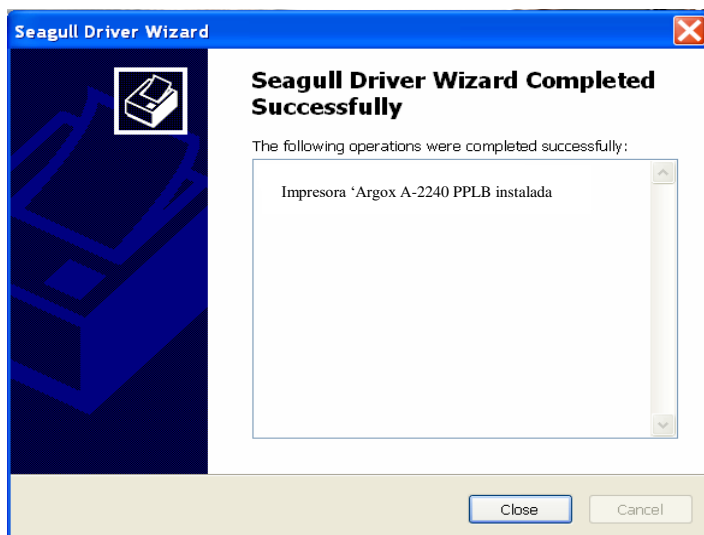 Seagull Driver Wizard
Seagull Driver Wizard Completed
Successfully
The following operations were completed successfully:
Impresora ‘Argox A-2240 PPLB instalada
Close
Cancel